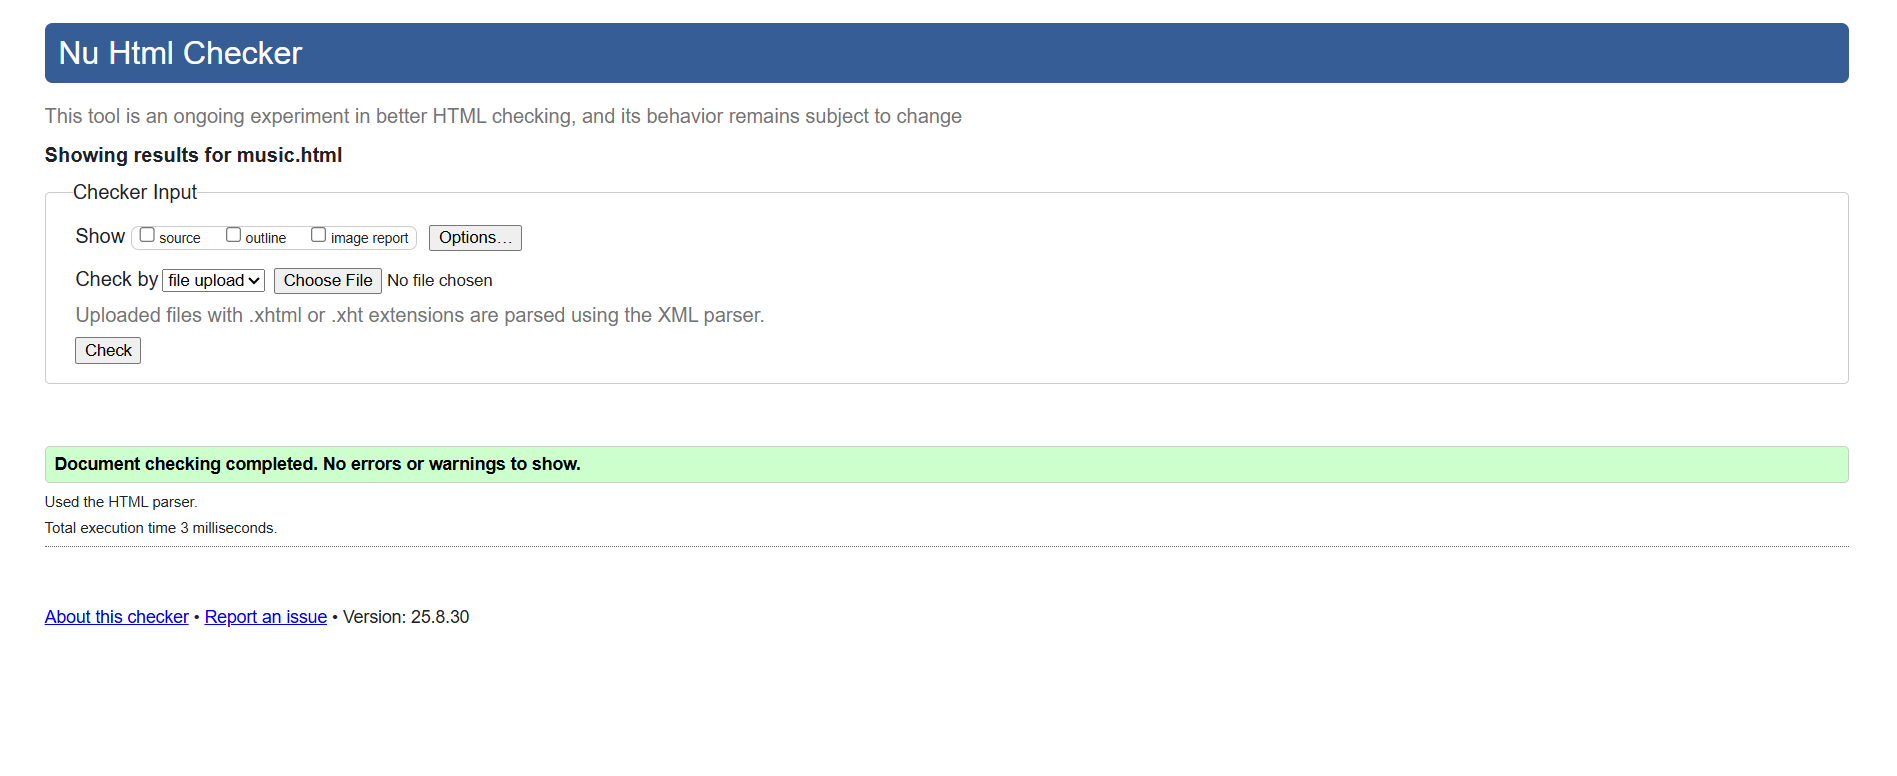 Nu Html Checker
This tool is an ongoing experiment in better HTML checking, and its behavior remains subject to change
Showing results for music.html
Checker Input
Show source outline image report Options…
Check by file upload Choose File No file chosen
Uploaded files with .xhtml or .xht extensions are parsed using the XML parser.
Check
Document checking completed. No errors or warnings to show.
Used the HTML parser.
Total execution time 3 milliseconds.
About this checker • Report an issue • Version: 25.8.30